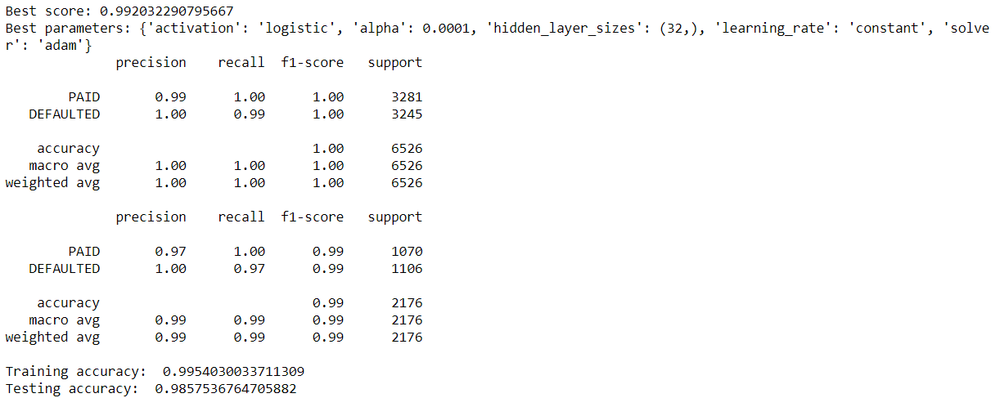 Best score: 0.992032290795667
Best parameters: {'activation': 'logistic', 'alpha': 0.0001, 'hidden_layer_sizes': (32,), 'learning_rate': 'constant', 'solve
r': 'adam'}
precision recall f1-score support
PAID 0.99 1.00 1.00 3281
DEFAULTED 1.00 0.99 1.00 3245
accuracy 1.00 6526
macro avg 1.00 1.00 1.00 6526
weighted avg 1.00 1.00 1.00 6526
precision recall f1-score support
PAID 0.97 1.00 0.99 1070
DEFAULTED 1.00 0.97 0.99 1106
accuracy 0.99 2176
macro avg 0.99 0.99 0.99 2176
weighted avg 0.99 0.99 0.99 2176
Training accuracy: 0.9954030033711309
Testing accuracy: 0.9857536764705882